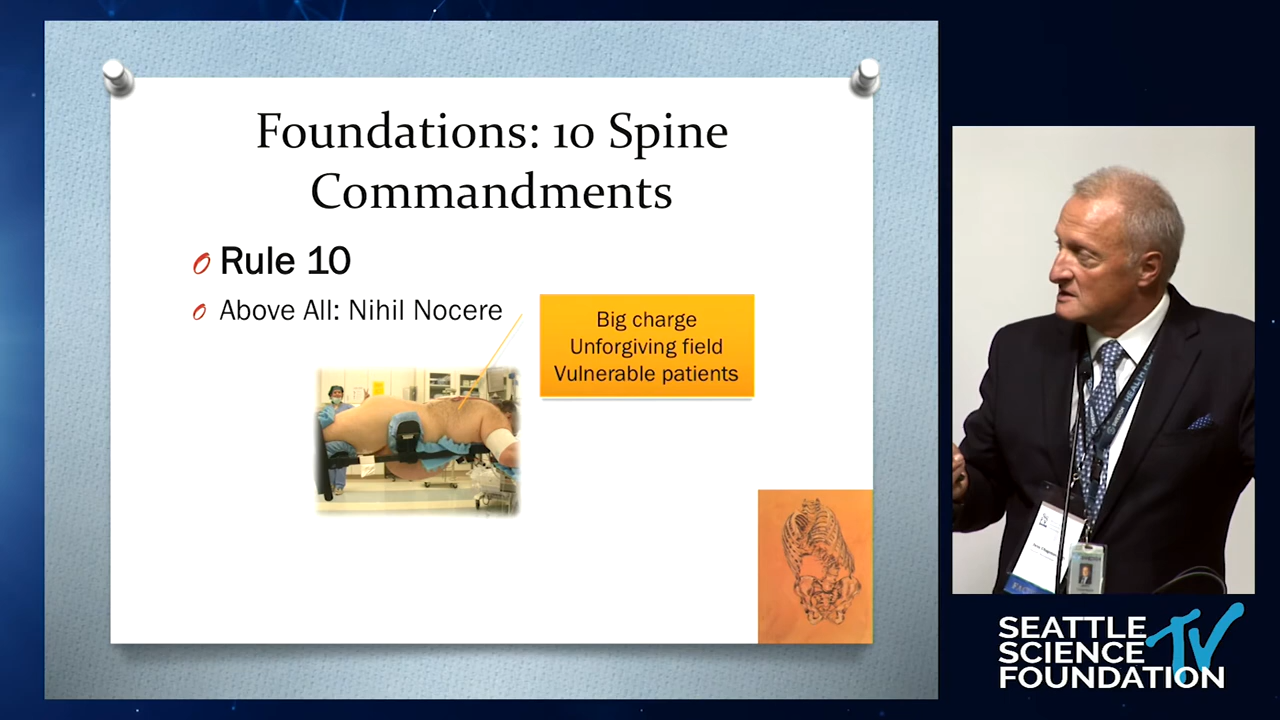 Foundations: 10 Spine
Commandments
Rule 10
Above All: Nihil Nocere
Big charge
Unforgiving field
Vulnerable patients
SEATTLE
SCIENCE
FOUNDATION
TV